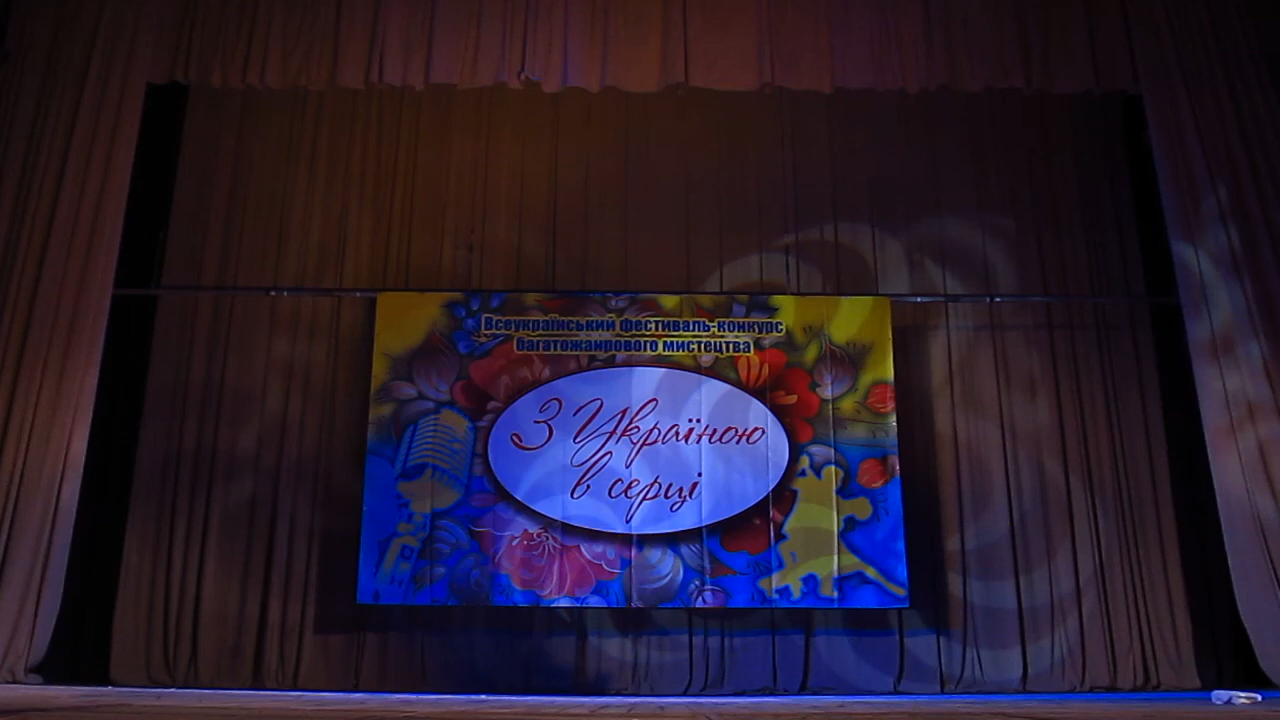 Всеукраїнський фестиваль-конкурс
багатожанрового мистецтва
З Україною
в серці